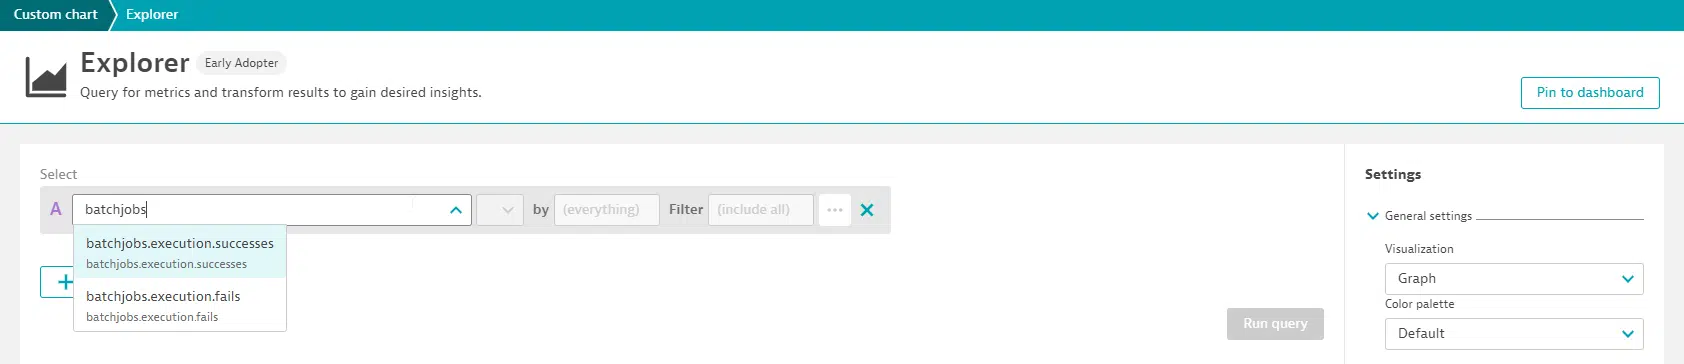 Custom chart Explorer
Explorer Early Adopter
Query for metrics and transform results to gain desired insights.
Pin to dashboard
Select
A batchjobs by (everything) Filter (include all) ...
batchjobs.execution.successes
batchjobs.execution.successes
batchjobs.execution.fails
batchjobs.execution.fails
Run query
Settings
General settings
Visualization
Graph
Color palette
Default